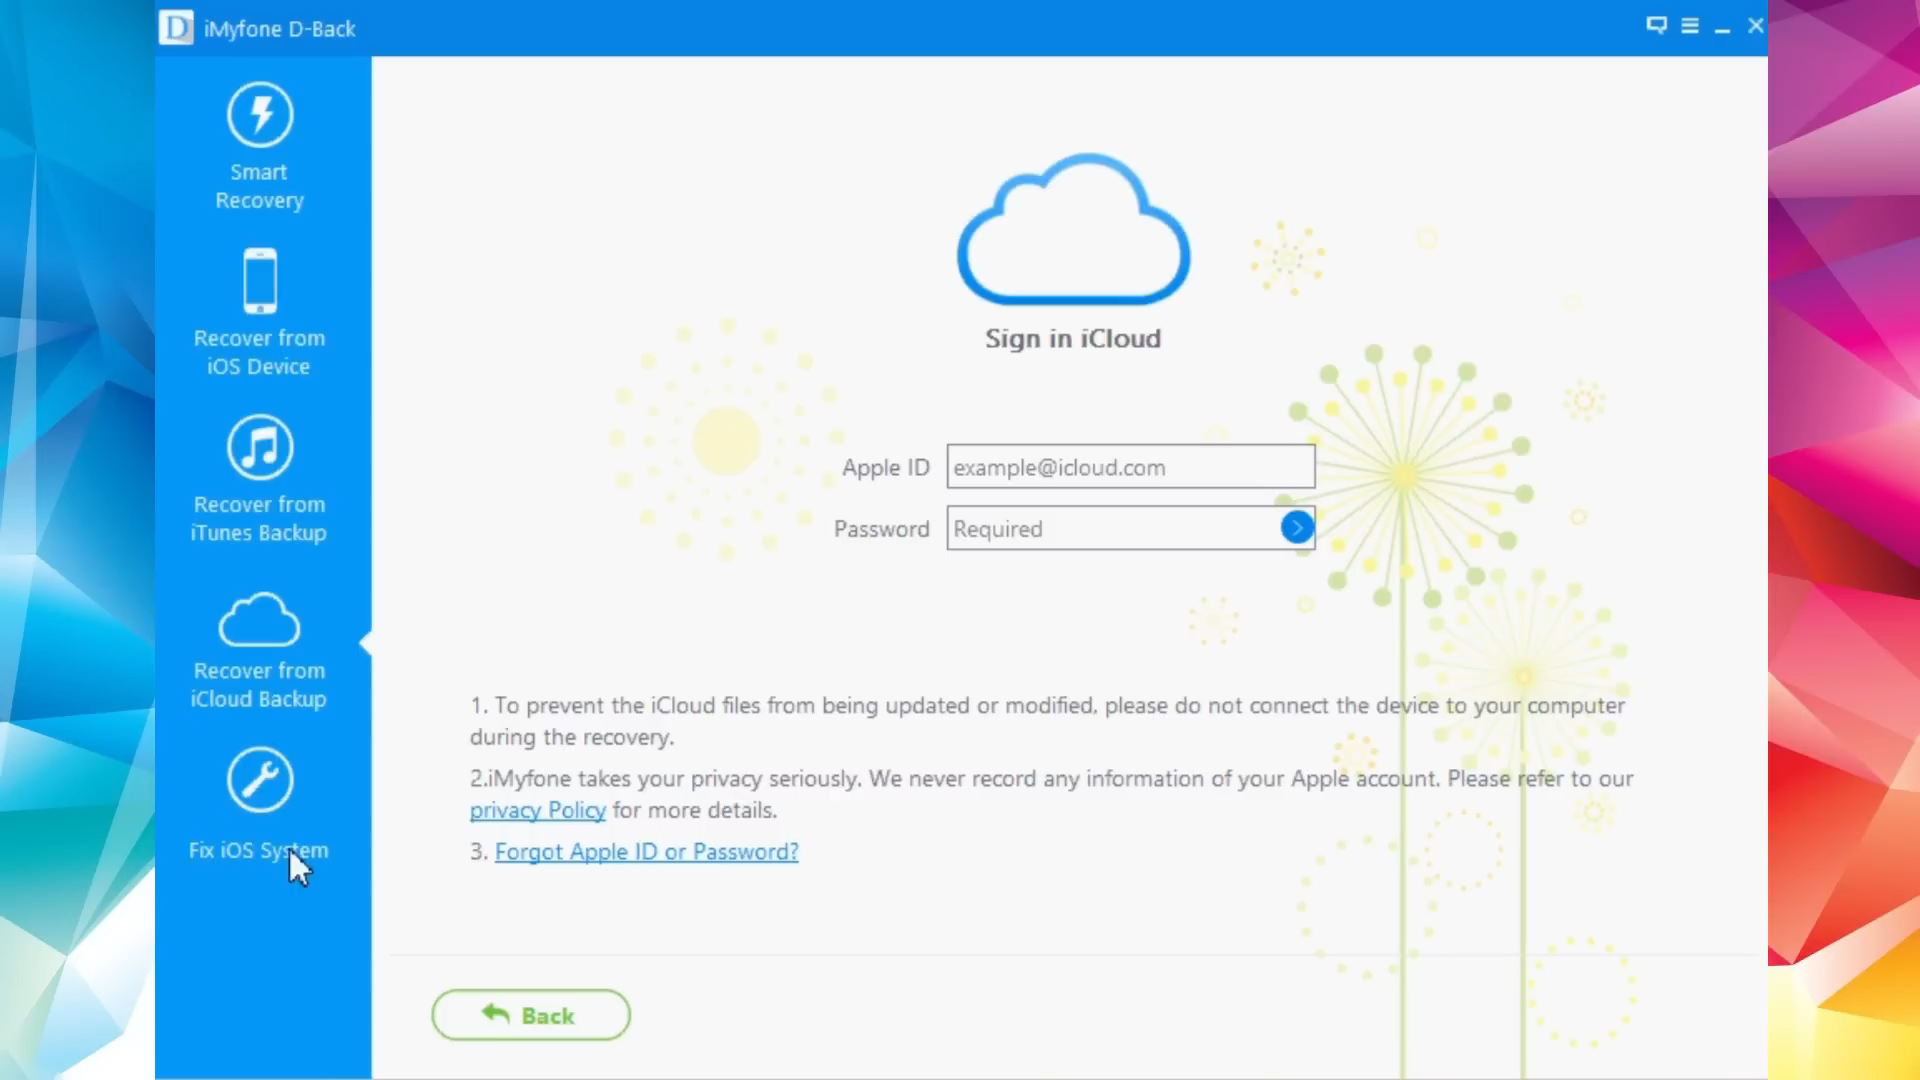 iMyfone D-Back
Smart
Recovery
Recover from
iOS Device
Recover from
iTunes Backup
Recover from
iCloud Backup
Fix iOS System
Sign in iCloud
Apple ID example@icloud.com
Password Required
1. To prevent the iCloud files from being updated or modified, please do not connect the device to your computer
during the recovery.
2.iMyfone takes your privacy seriously. We never record any information of your Apple account. Please refer to our
privacy Policy for more details.
3. Forgot Apple ID or Password?
Back